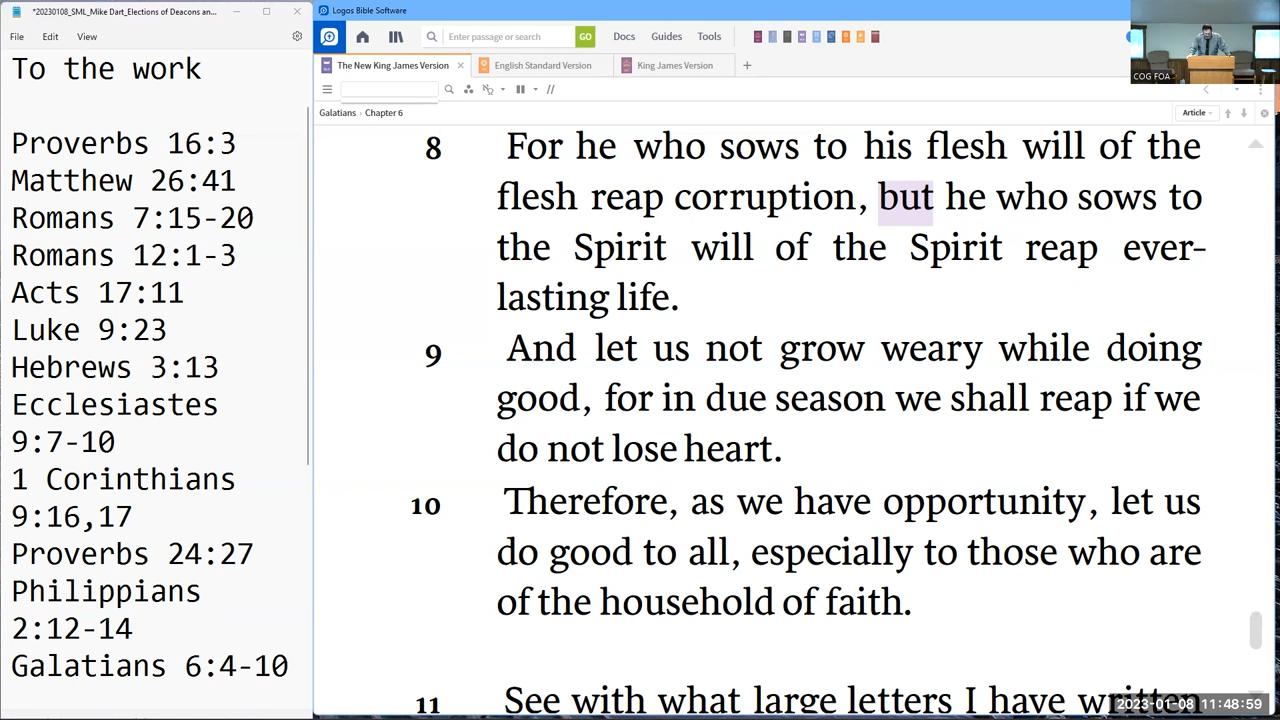 *20230108_SML_Mike Dart_Elections of Deacons an...
File Edit View
To the work
Proverbs 16:3
Matthew 26:41
Romans 7:15-20
Romans 12:1-3
Acts 17:11
Luke 9:23
Hebrews 3:13
Ecclesiastes
9:7-10
1 Corinthians
9:16,17
Proverbs 24:27
Philippians
2:12-14
Galatians 6:4-10
Logos Bible Software
Enter passage or search GO Docs Guides Tools
The New King James Version English Standard Version King James Version
Galatians › Chapter 6 Article
8 For he who sows to his flesh will of the
flesh reap corruption, but he who sows to
the Spirit will of the Spirit reap ever-
lasting life.
9 And let us not grow weary while doing
good, for in due season we shall reap if we
do not lose heart.
10 Therefore, as we have opportunity, let us
do good to all, especially to those who are
of the household of faith.
11 See with what large letters I have written
COG FOA
2023-01-08 11:48:59